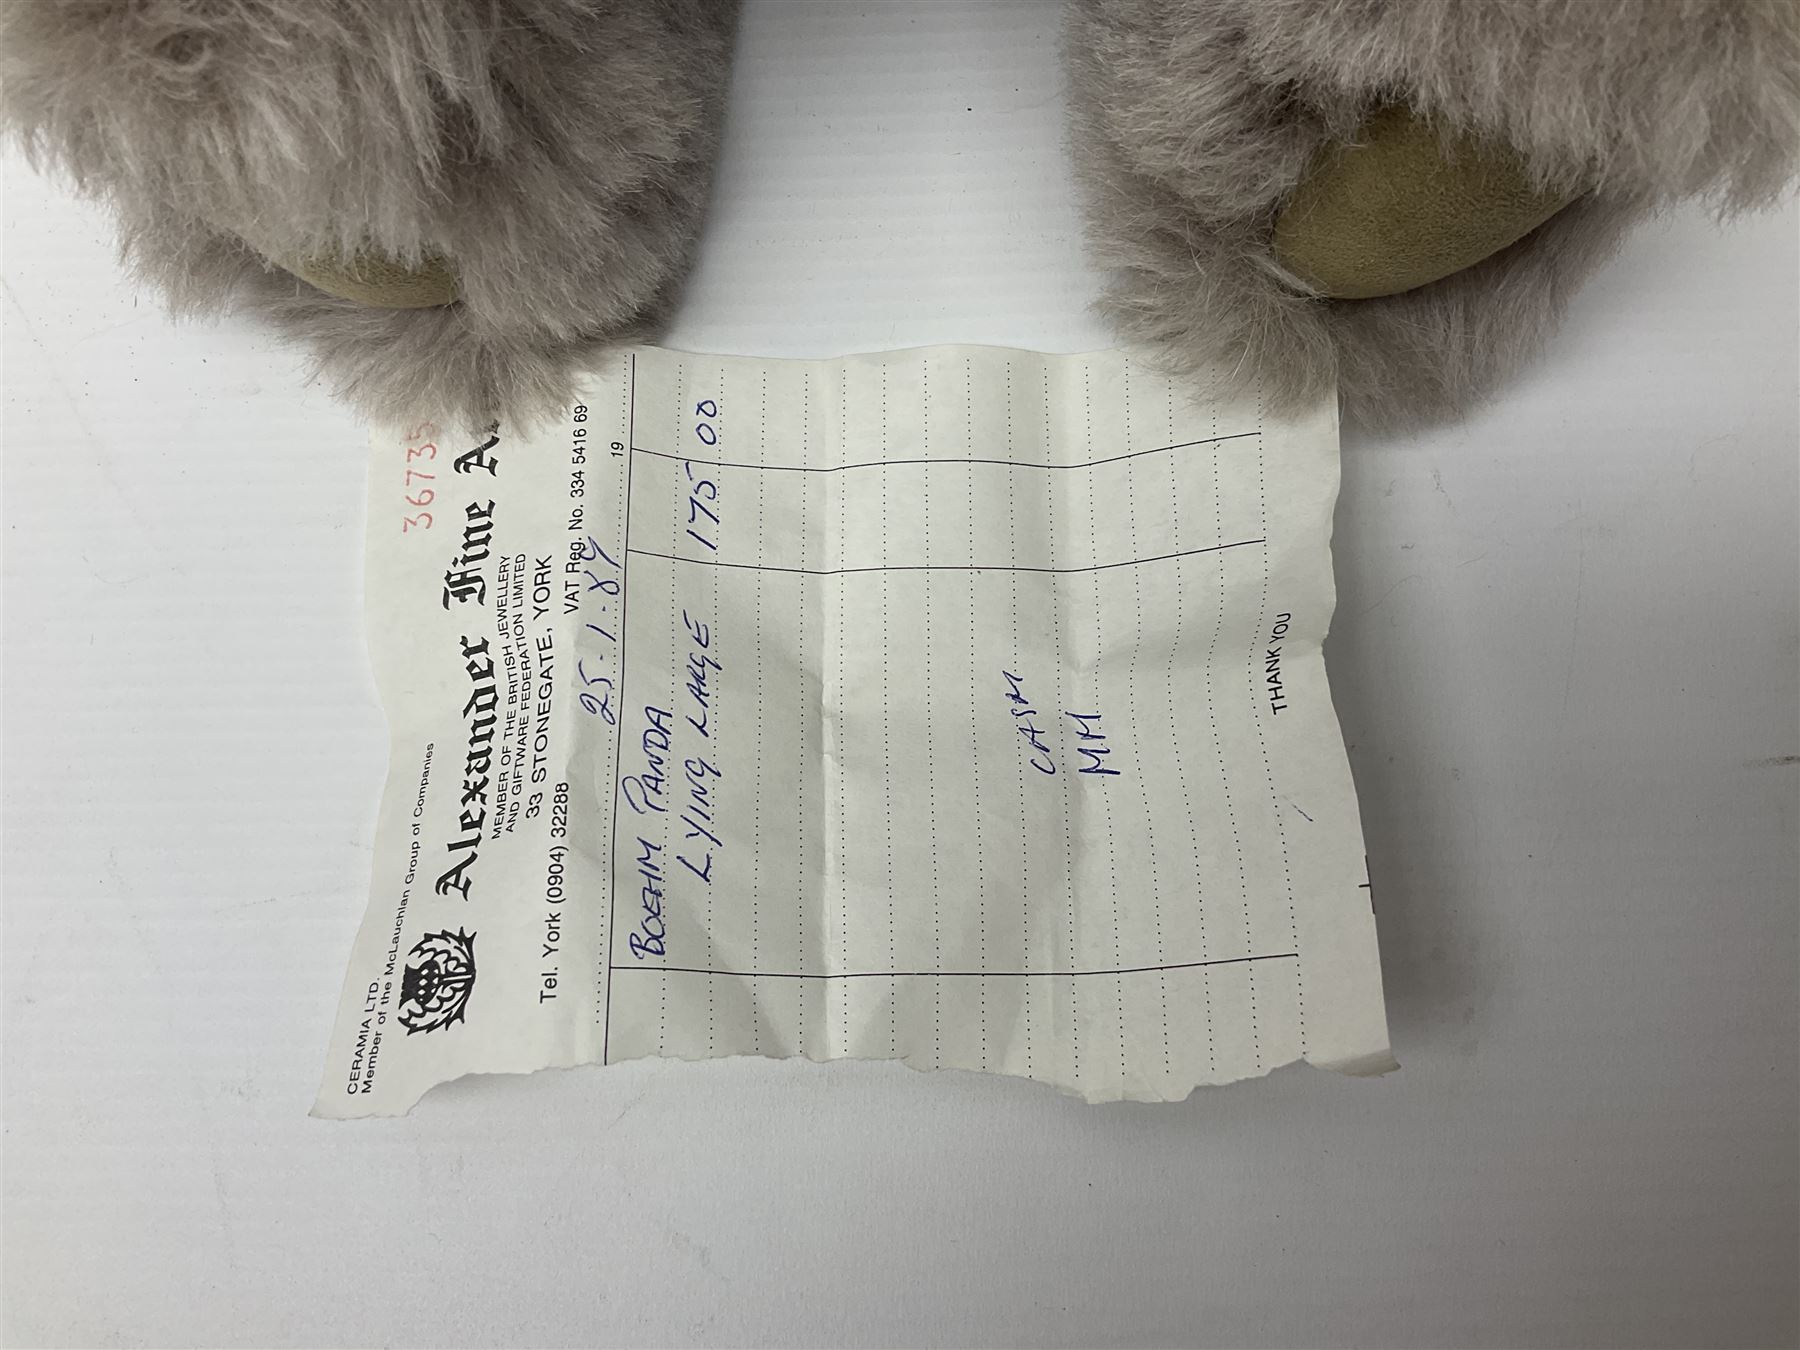 36735
CERAMIA LTD.
Member of the McLauchlan Group of Companies
Alexander Fine A
MEMBER OF THE BRITISH JEWELLERY
AND GIFTWARE FEDERATION LIMITED
33 STONEGATE, YORK
Tel. York (0904) 32288
VAT Reg. No. 334 5416 69
25.1.89 19
BOEHM PANDA
LYING LARGE 175 00
CASH
MM
THANK YOU